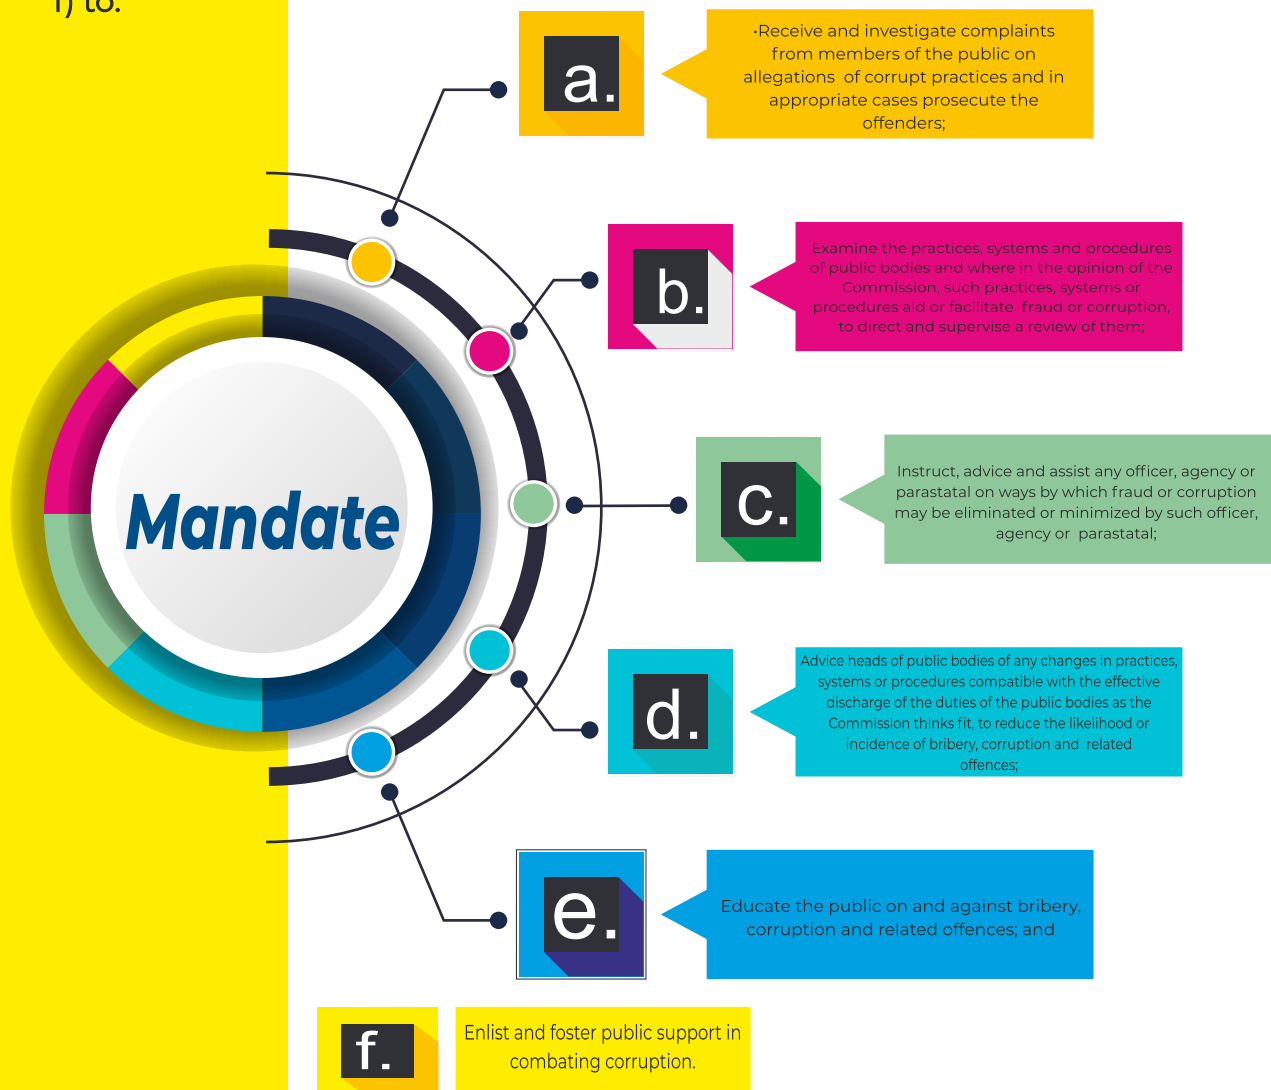 f) to:
Mandate
a.
•Receive and investigate complaints
from members of the public on
allegations of corrupt practices and in
appropriate cases prosecute the
offenders;
b.
Examine the practices, systems and procedures
of public bodies and where in the opinion of the
Commission, such practices, systems or
procedures aid or facilitate fraud or corruption,
to direct and supervise a review of them;
c.
Instruct, advice and assist any officer, agency or
parastatal on ways by which fraud or corruption
may be eliminated or minimized by such officer,
agency or parastatal;
d.
Advice heads of public bodies of any changes in practices,
systems or procedures compatible with the effective
discharge of the duties of the public bodies as the
Commission thinks fit, to reduce the likelihood or
incidence of bribery, corruption and related
offences;
e.
Educate the public on and against bribery,
corruption and related offences; and
f.
Enlist and foster public support in
combating corruption.